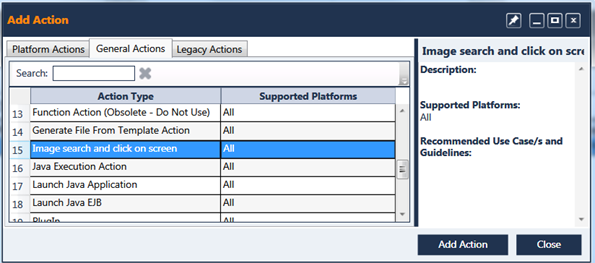 Add Action
Platform Actions General Actions Legacy Actions
Search:
Action Type Supported Platforms
13 Function Action (Obsolete - Do Not Use) All
14 Generate File From Template Action All
15 Image search and click on screen All
16 Java Execution Action All
17 Launch Java Application All
18 Launch Java EJB All
19 PlugIn All
Image search and click on scre
Description:
Supported Platforms:
All
Recommended Use Case/s and
Guidelines:
Add Action Close